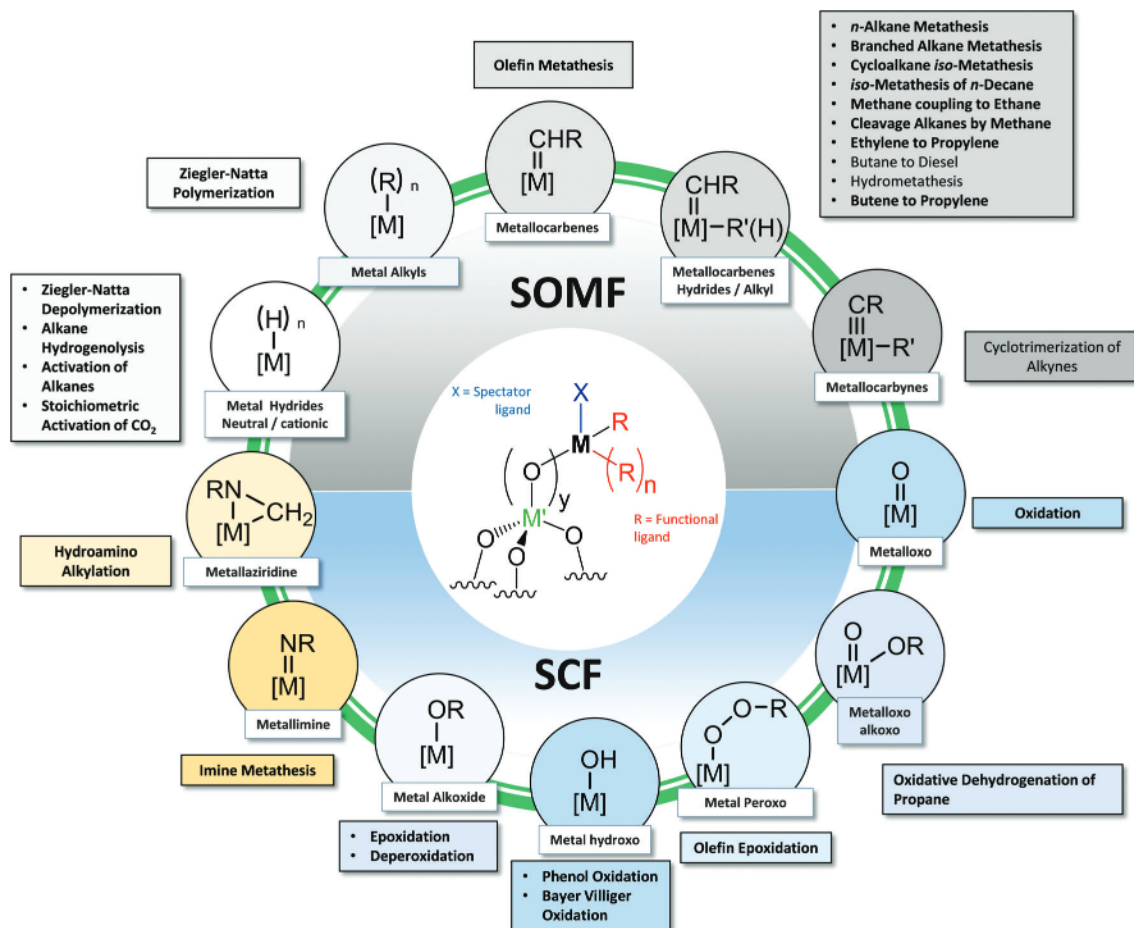 Olefin Metathesis
• n-Alkane Metathesis
• Branched Alkane Metathesis
• Cycloalkane iso-Metathesis
• iso-Metathesis of n-Decane
• Methane coupling to Ethane
• Cleavage Alkanes by Methane
• Ethylene to Propylene
• Butane to Diesel
• Hydrometathesis
• Butene to Propylene
Ziegler-Natta
Polymerization
(R) n
[M]
Metal Alkyls
CHR
[M]
Metallocarbenes
CHR
[M]-R'(H)
Metallocarbenes
Hydrides / Alkyl
SOMF
• Ziegler-Natta
Depolymerization
• Alkane
Hydrogenolysis
• Activation of
Alkanes
• Stoichiometric
Activation of CO2
(H) n
[M]
Metal Hydrides
Neutral / cationic
CR
[M]-R'
Metallocarbynes
Cyclotrimerization of
Alkynes
X = Spectator
ligand
X
R
M
(R)n
(O)y
M'
O
O
O
R = Functional
ligand
RN
[M]
CH2
Metallaziridine
Hydroamino
Alkylation
O
[M]
Metalloxo
Oxidation
NR
[M]
Metallimine
Imine Metathesis
SCF
O
[M]
OR
Metalloxo
alkoxo
Oxidative Dehydrogenation of
Propane
OR
[M]
Metal Alkoxide
• Epoxidation
• Deperoxidation
OH
[M]
Metal hydroxo
• Phenol Oxidation
• Bayer Villiger
Oxidation
O-R
O
[M]
Metal Peroxo
Olefin Epoxidation